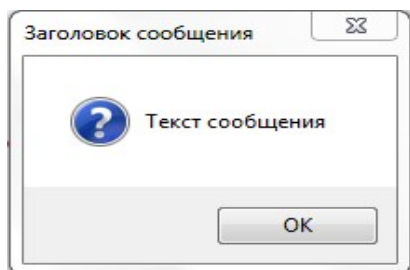 Заголовок сообщения
Текст сообщения
OK